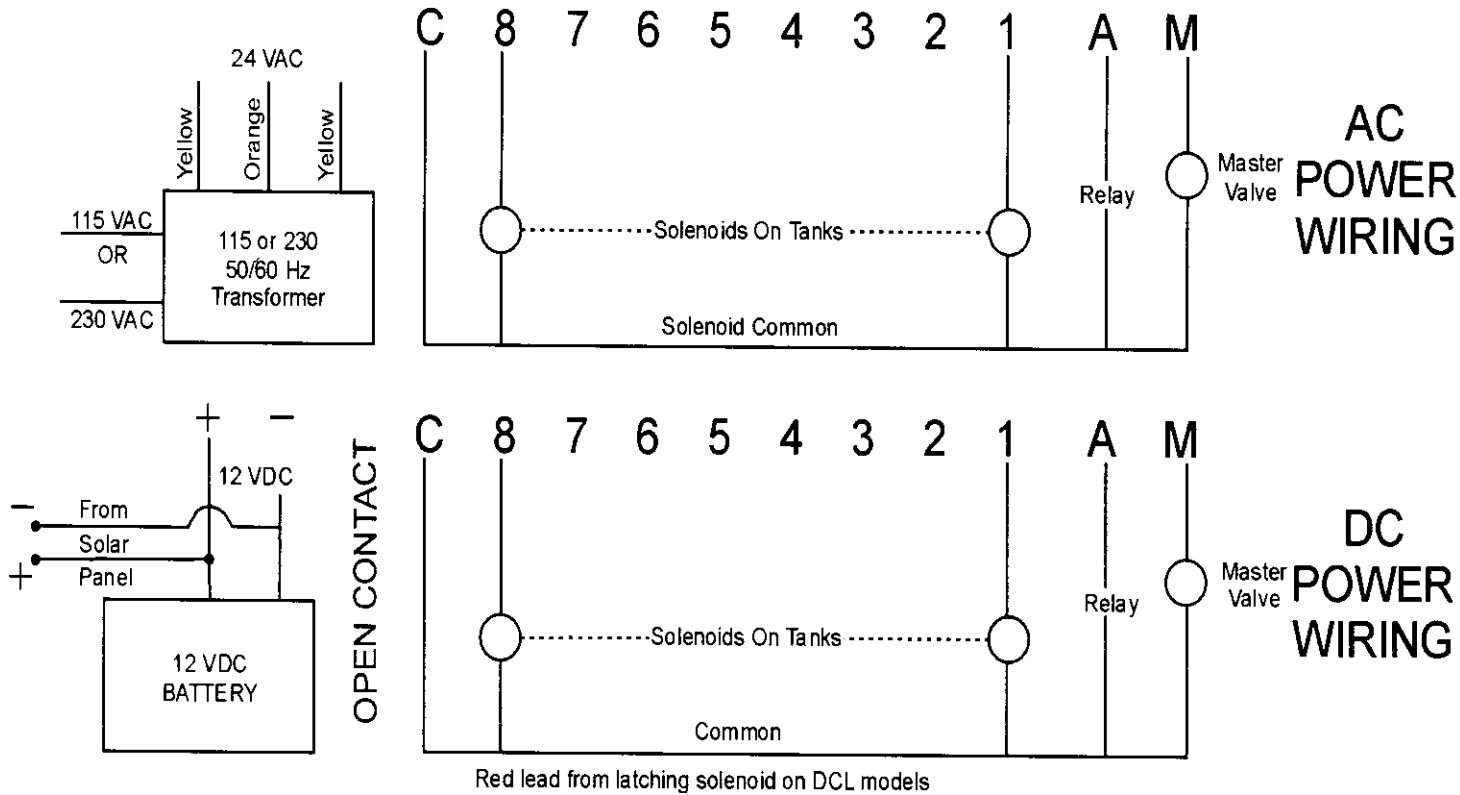 C 8 7 6 5 4 3 2 1 A M
24 VAC
Yellow
Orange
Yellow
115 VAC
OR
230 VAC
115 or 230
50/60 Hz
Transformer
Solenoids On Tanks
Relay
Master
Valve
Solenoid Common
AC
POWER
WIRING
+ −
12 VDC
− From
Solar
+ Panel
12 VDC
BATTERY
OPEN CONTACT
C 8 7 6 5 4 3 2 1 A M
Solenoids On Tanks
Relay
Master
Valve
Common
DC
POWER
WIRING
Red lead from latching solenoid on DCL models